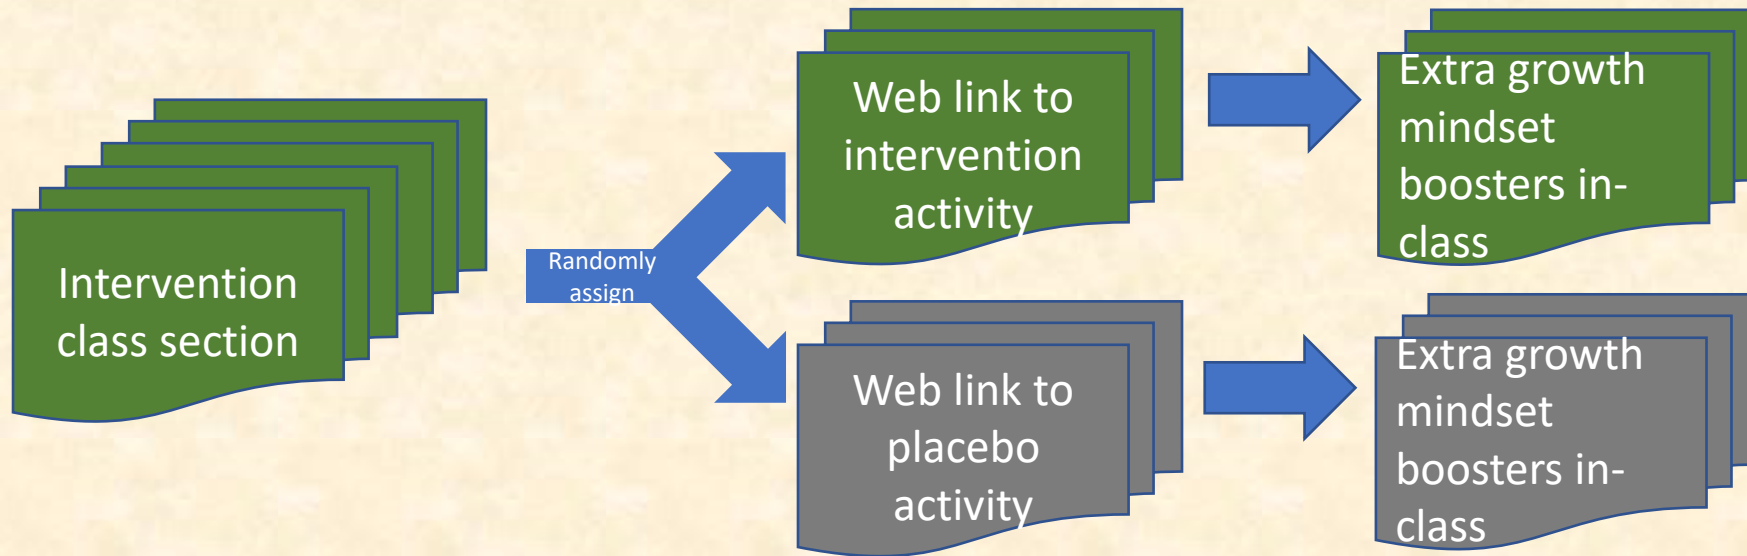 Intervention
class section
Randomly
assign
Web link to
intervention
activity
Extra growth
mindset
boosters in-
class
Web link to
placebo
activity
Extra growth
mindset
boosters in-
class